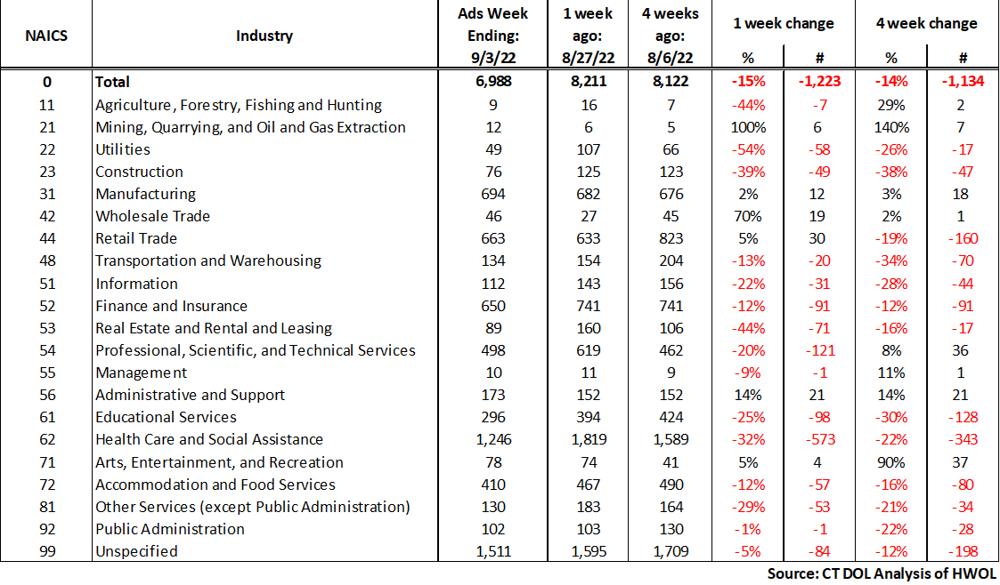 NAICS Industry Ads Week Ending: 9/3/22 1 week ago: 8/27/22 4 weeks ago: 8/6/22 1 week change 4 week change
% # % #
0 Total 6,988 8,211 8,122 -15% -1,223 -14% -1,134
11 Agriculture, Forestry, Fishing and Hunting 9 16 7 -44% -7 29% 2
21 Mining, Quarrying, and Oil and Gas Extraction 12 6 5 100% 6 140% 7
22 Utilities 49 107 66 -54% -58 -26% -17
23 Construction 76 125 123 -39% -49 -38% -47
31 Manufacturing 694 682 676 2% 12 3% 18
42 Wholesale Trade 46 27 45 70% 19 2% 1
44 Retail Trade 663 633 823 5% 30 -19% -160
48 Transportation and Warehousing 134 154 204 -13% -20 -34% -70
51 Information 112 143 156 -22% -31 -28% -44
52 Finance and Insurance 650 741 741 -12% -91 -12% -91
53 Real Estate and Rental and Leasing 89 160 106 -44% -71 -16% -17
54 Professional, Scientific, and Technical Services 498 619 462 -20% -121 8% 36
55 Management 10 11 9 -9% -1 11% 1
56 Administrative and Support 173 152 152 14% 21 14% 21
61 Educational Services 296 394 424 -25% -98 -30% -128
62 Health Care and Social Assistance 1,246 1,819 1,589 -32% -573 -22% -343
71 Arts, Entertainment, and Recreation 78 74 41 5% 4 90% 37
72 Accommodation and Food Services 410 467 490 -12% -57 -16% -80
81 Other Services (except Public Administration) 130 183 164 -29% -53 -21% -34
92 Public Administration 102 103 130 -1% -1 -22% -28
99 Unspecified 1,511 1,595 1,709 -5% -84 -12% -198
Source: CT DOL Analysis of HWOL